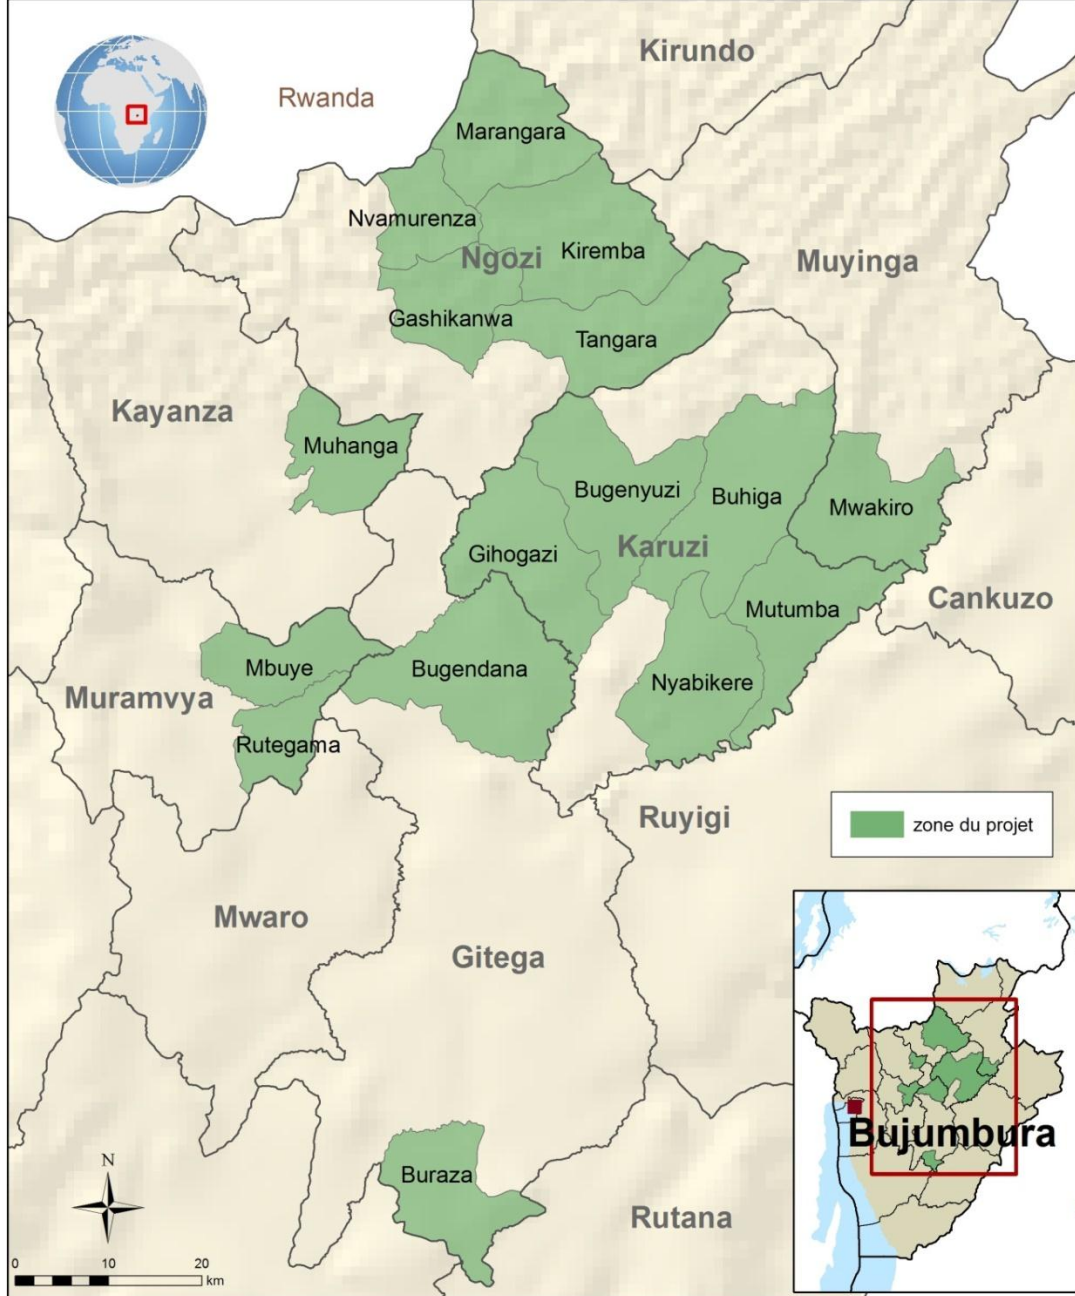 Kirundo
Rwanda
Marangara
Nvamurenza
Ngozi
Kiremba
Muyinga
Gashikanwa
Tangara
Kayanza
Muhanga
Bugenyuzi
Buhiga
Mwakiro
Gihogazi
Karuzi
Cankuzo
Mutumba
Mbuye
Bugendana
Nyabikere
Muramvya
Rutegama
Ruyigi
zone du projet
Mwaro
Gitega
Bujumbura
Buraza
Rutana
N
0 10 20
km